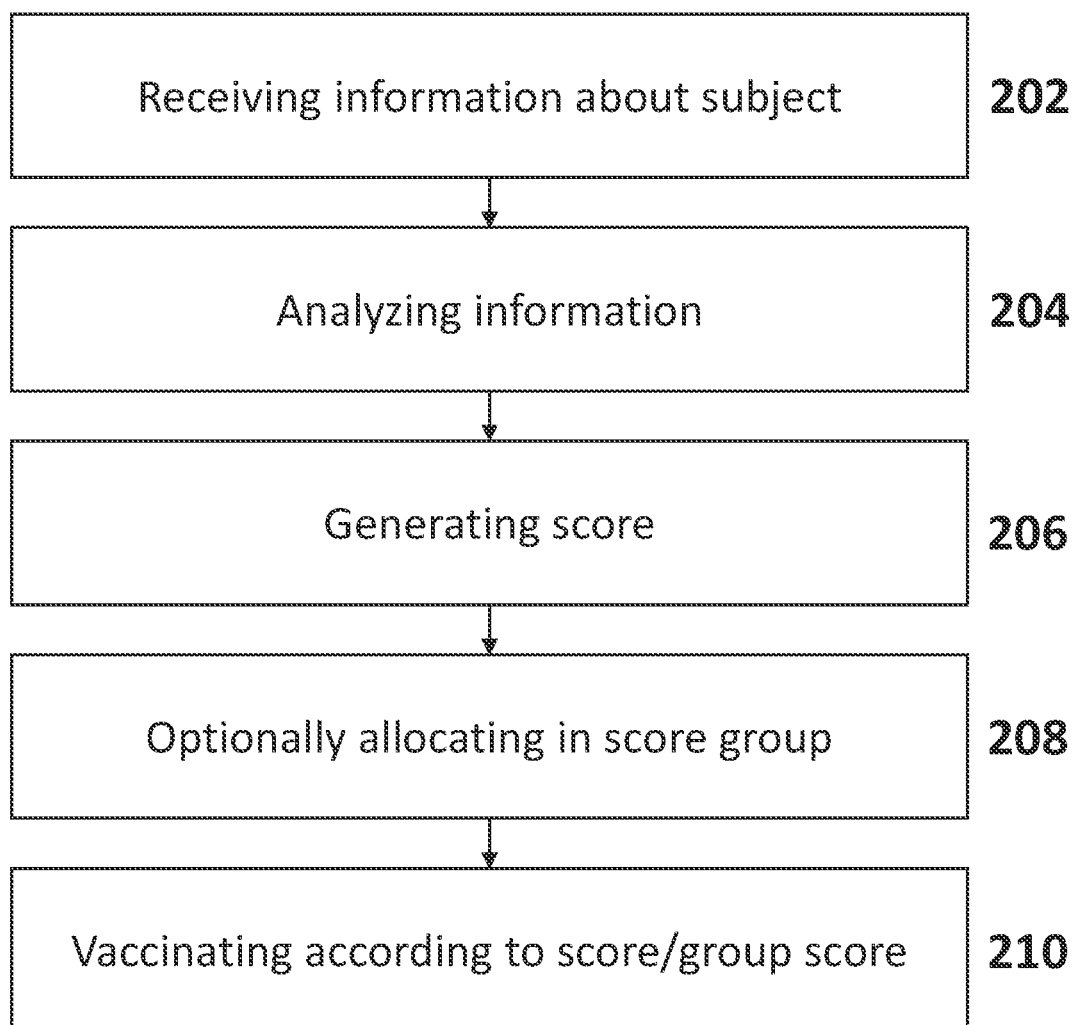 Receiving information about subject 202
Analyzing information 204
Generating score 206
Optionally allocating in score group 208
Vaccinating according to score/group score 210